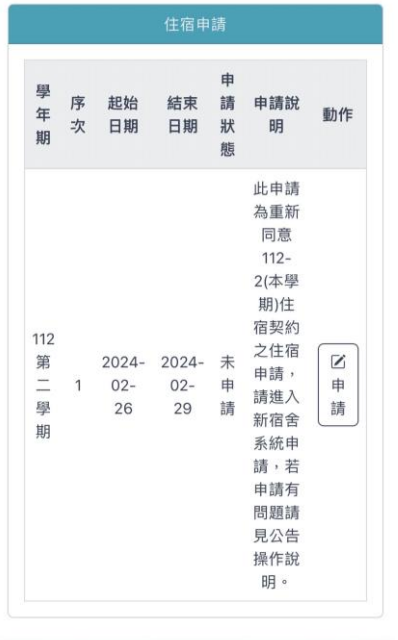 住宿申請
學
年
期
序
次
起始
日期
結束
日期
申
請
狀
態
申請說
明
動作
112
第
二
學
期
1
2024-
02-
26
2024-
02-
29
未
申
請
此申請
為重新
同意
112-
2(本學
期)住
宿契約
之住宿
申請，
請進入
新宿舍
系統申
請，若
申請有
問題請
見公告
操作說
明。
申
請